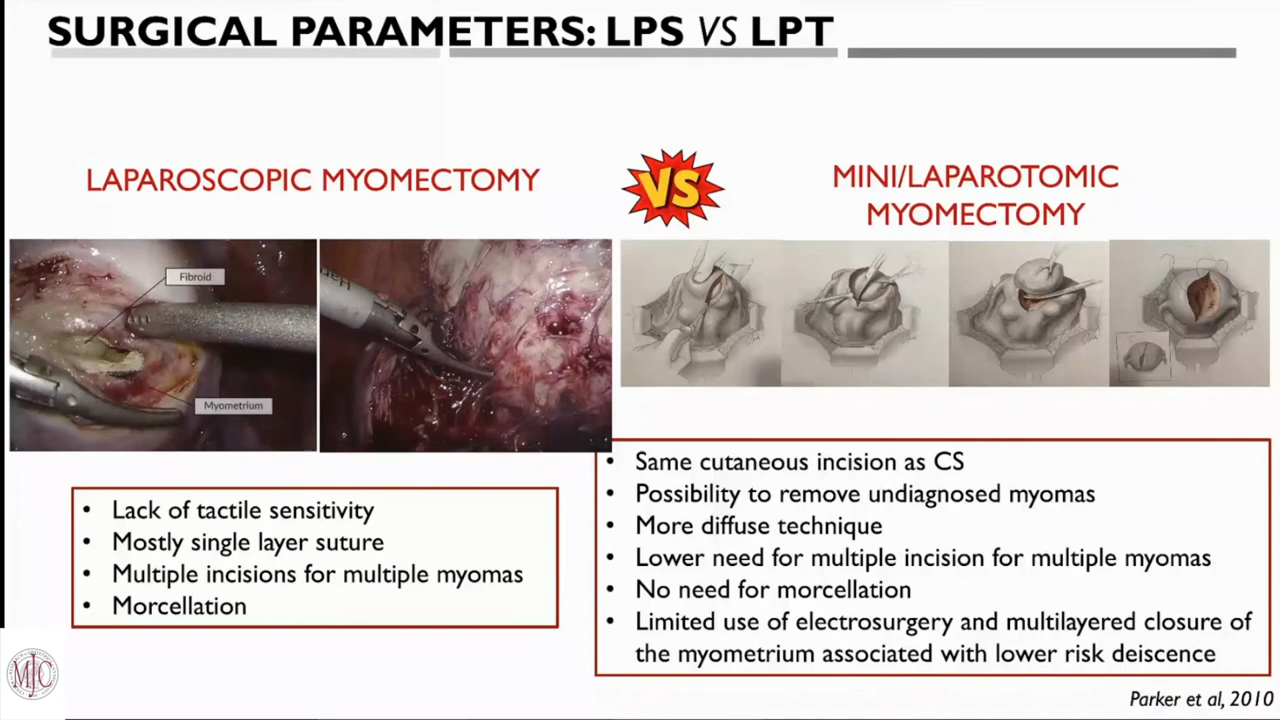 SURGICAL PARAMETERS: LPS VS LPT
LAPAROSCOPIC MYOMECTOMY
VS
MINI/LAPAROTOMIC
MYOMECTOMY
Fibroid
Myometrium
• Lack of tactile sensitivity
• Mostly single layer suture
• Multiple incisions for multiple myomas
• Morcellation
• Same cutaneous incision as CS
• Possibility to remove undiagnosed myomas
• More diffuse technique
• Lower need for multiple incision for multiple myomas
• No need for morcellation
• Limited use of electrosurgery and multilayered closure of
the myometrium associated with lower risk deiscence
Parker et al, 2010
MJC